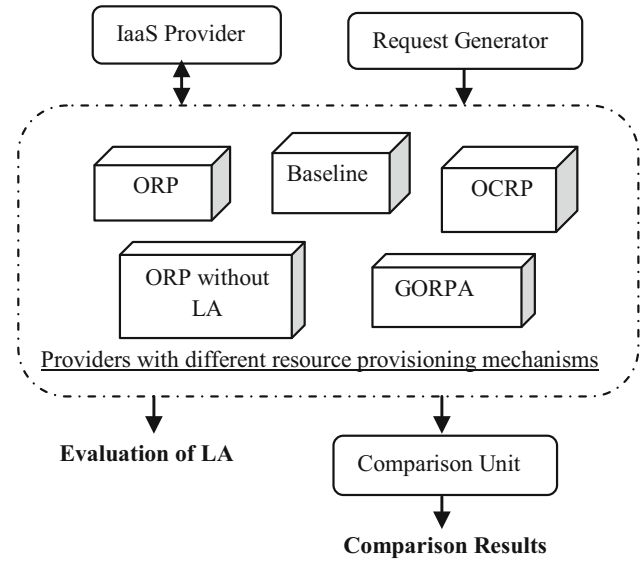 IaaS Provider
Request Generator
ORP
Baseline
OCRP
ORP without
LA
GORPA
Providers with different resource provisioning mechanisms
Evaluation of LA
Comparison Unit
Comparison Results